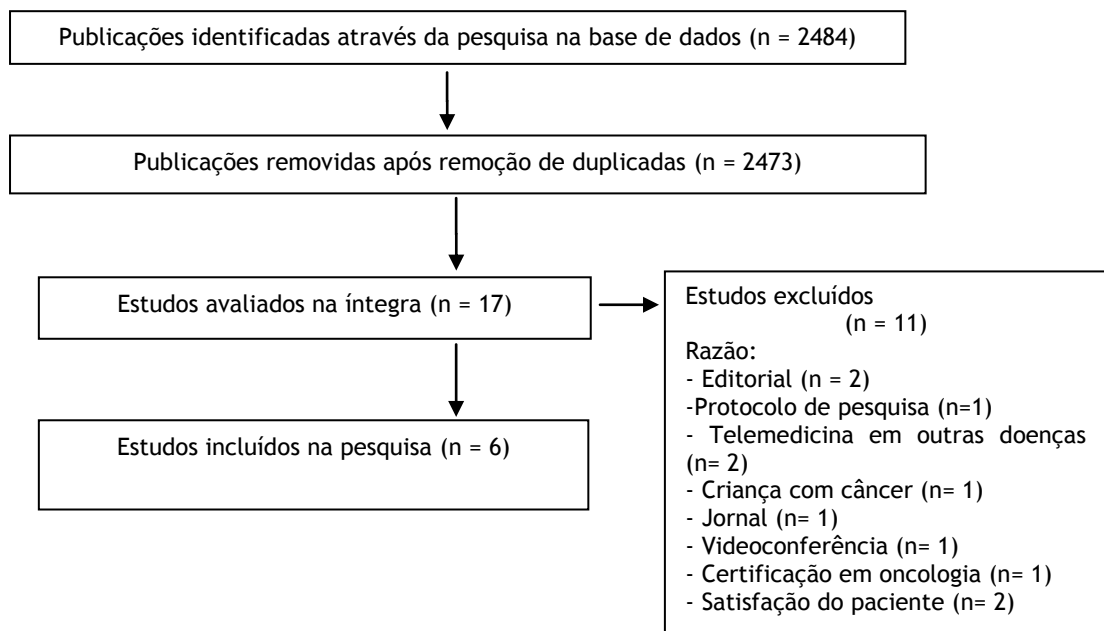 Publicações identificadas através da pesquisa na base de dados (n = 2484)
Publicações removidas após remoção de duplicadas (n = 2473)
Estudos avaliados na íntegra (n = 17)
Estudos excluídos
(n = 11)
Razão:
- Editorial (n = 2)
-Protocolo de pesquisa (n=1)
- Telemedicina em outras doenças
(n= 2)
- Criança com câncer (n= 1)
- Jornal (n= 1)
- Videoconferência (n= 1)
- Certificação em oncologia (n= 1)
- Satisfação do paciente (n= 2)
Estudos incluídos na pesquisa (n = 6)